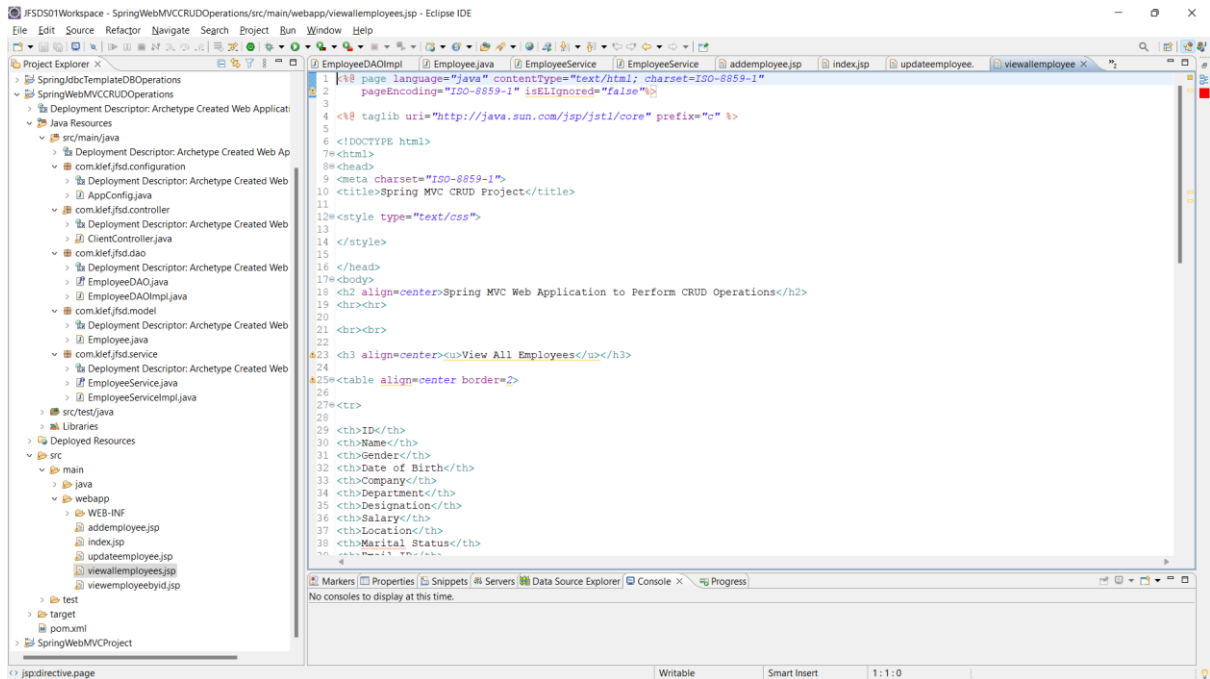 JFSDS01Workspace - SpringWebMVCCRUDOperations/src/main/webapp/viewallemployees.jsp - Eclipse IDE
File Edit Source Refactor Navigate Search Project Run Window Help
Project Explorer
EmployeeDAOImpl Employee.java EmployeeService EmployeeService addemployee.jsp index.jsp updateemployee. viewallemployee
SpringJdbcTemplateDBOperations
SpringWebMVCCRUDOperations
Deployment Descriptor: Archetype Created Web Applicati
Java Resources
src/main/java
Deployment Descriptor: Archetype Created Web Ap
com.klef.jfsd.configuration
Deployment Descriptor: Archetype Created Web
AppConfig.java
com.klef.jfsd.controller
Deployment Descriptor: Archetype Created Web
ClientController.java
com.klef.jfsd.dao
Deployment Descriptor: Archetype Created Web
EmployeeDAO.java
EmployeeDAOImpl.java
com.klef.jfsd.model
Deployment Descriptor: Archetype Created Web
Employee.java
com.klef.jfsd.service
Deployment Descriptor: Archetype Created Web
EmployeeService.java
EmployeeServiceImpl.java
src/test/java
Libraries
Deployed Resources
src
main
java
webapp
WEB-INF
addemployee.jsp
index.jsp
updateemployee.jsp
viewallemployees.jsp
viewemployeebyid.jsp
test
target
pom.xml
SpringWebMVCProject
1 <%@ page language="java" contentType="text/html; charset=ISO-8859-1"
2 pageEncoding="ISO-8859-1" isELIgnored="false"%>
3
4 <%@ taglib uri="http://java.sun.com/jsp/jstl/core" prefix="c" %>
5
6 <!DOCTYPE html>
7 <html>
8 <head>
9 <meta charset="ISO-8859-1">
10 <title>Spring MVC CRUD Project</title>
11
12 <style type="text/css">
13
14 </style>
15
16 </head>
17 <body>
18 <h2 align=center>Spring MVC Web Application to Perform CRUD Operations</h2>
19 <hr><hr>
20
21 <br><br>
22
23 <h3 align=center><u>View All Employees</u></h3>
24
25 <table align=center border=2>
26
27 <tr>
28
29 <th>ID</th>
30 <th>Name</th>
31 <th>Gender</th>
32 <th>Date of Birth</th>
33 <th>Company</th>
34 <th>Department</th>
35 <th>Designation</th>
36 <th>Salary</th>
37 <th>Location</th>
38 <th>Marital Status</th>
Markers Properties Snippets Servers Data Source Explorer Console Progress
No consoles to display at this time.
jsp:directive.page Writable Smart Insert 1 : 1 : 0